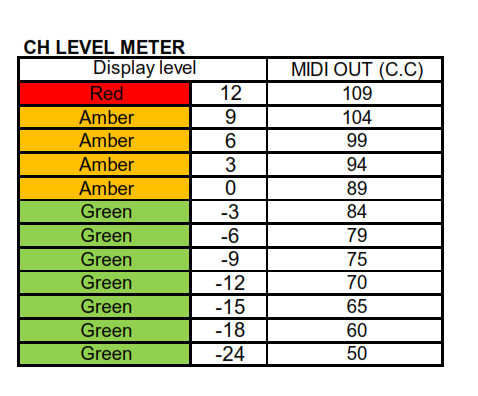 CH LEVEL METER
Display level MIDI OUT (C.C)
Red 12 109
Amber 9 104
Amber 6 99
Amber 3 94
Amber 0 89
Green -3 84
Green -6 79
Green -9 75
Green -12 70
Green -15 65
Green -18 60
Green -24 50